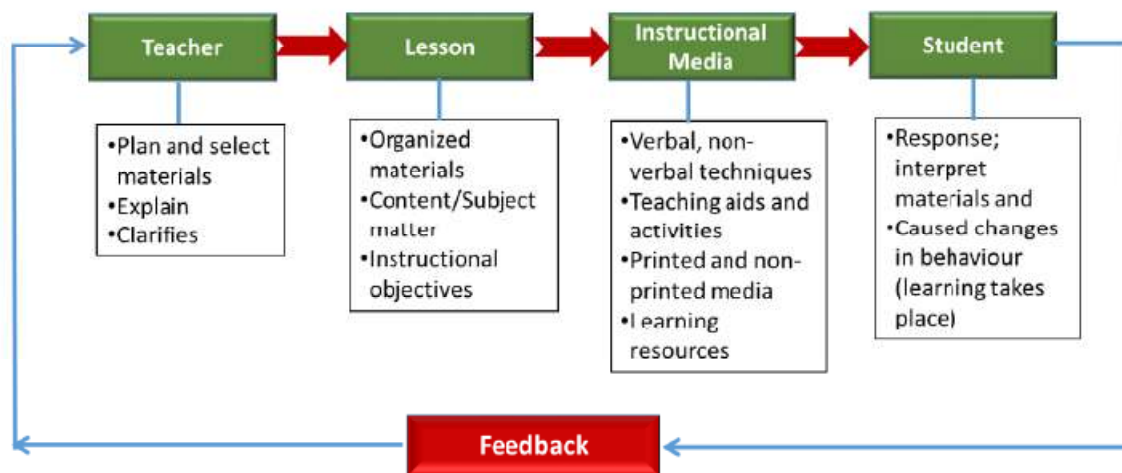 Teacher
Lesson
Instructional
Media
Student
•Plan and select
materials
•Explain
•Clarifies
•Organized
materials
•Content/Subject
matter
•Instructional
objectives
•Verbal, non-
verbal techniques
•Teaching aids and
activities
•Printed and non-
printed media
•Learning
resources
•Response;
interpret
materials and
•Caused changes
in behaviour
(learning takes
place)
Feedback